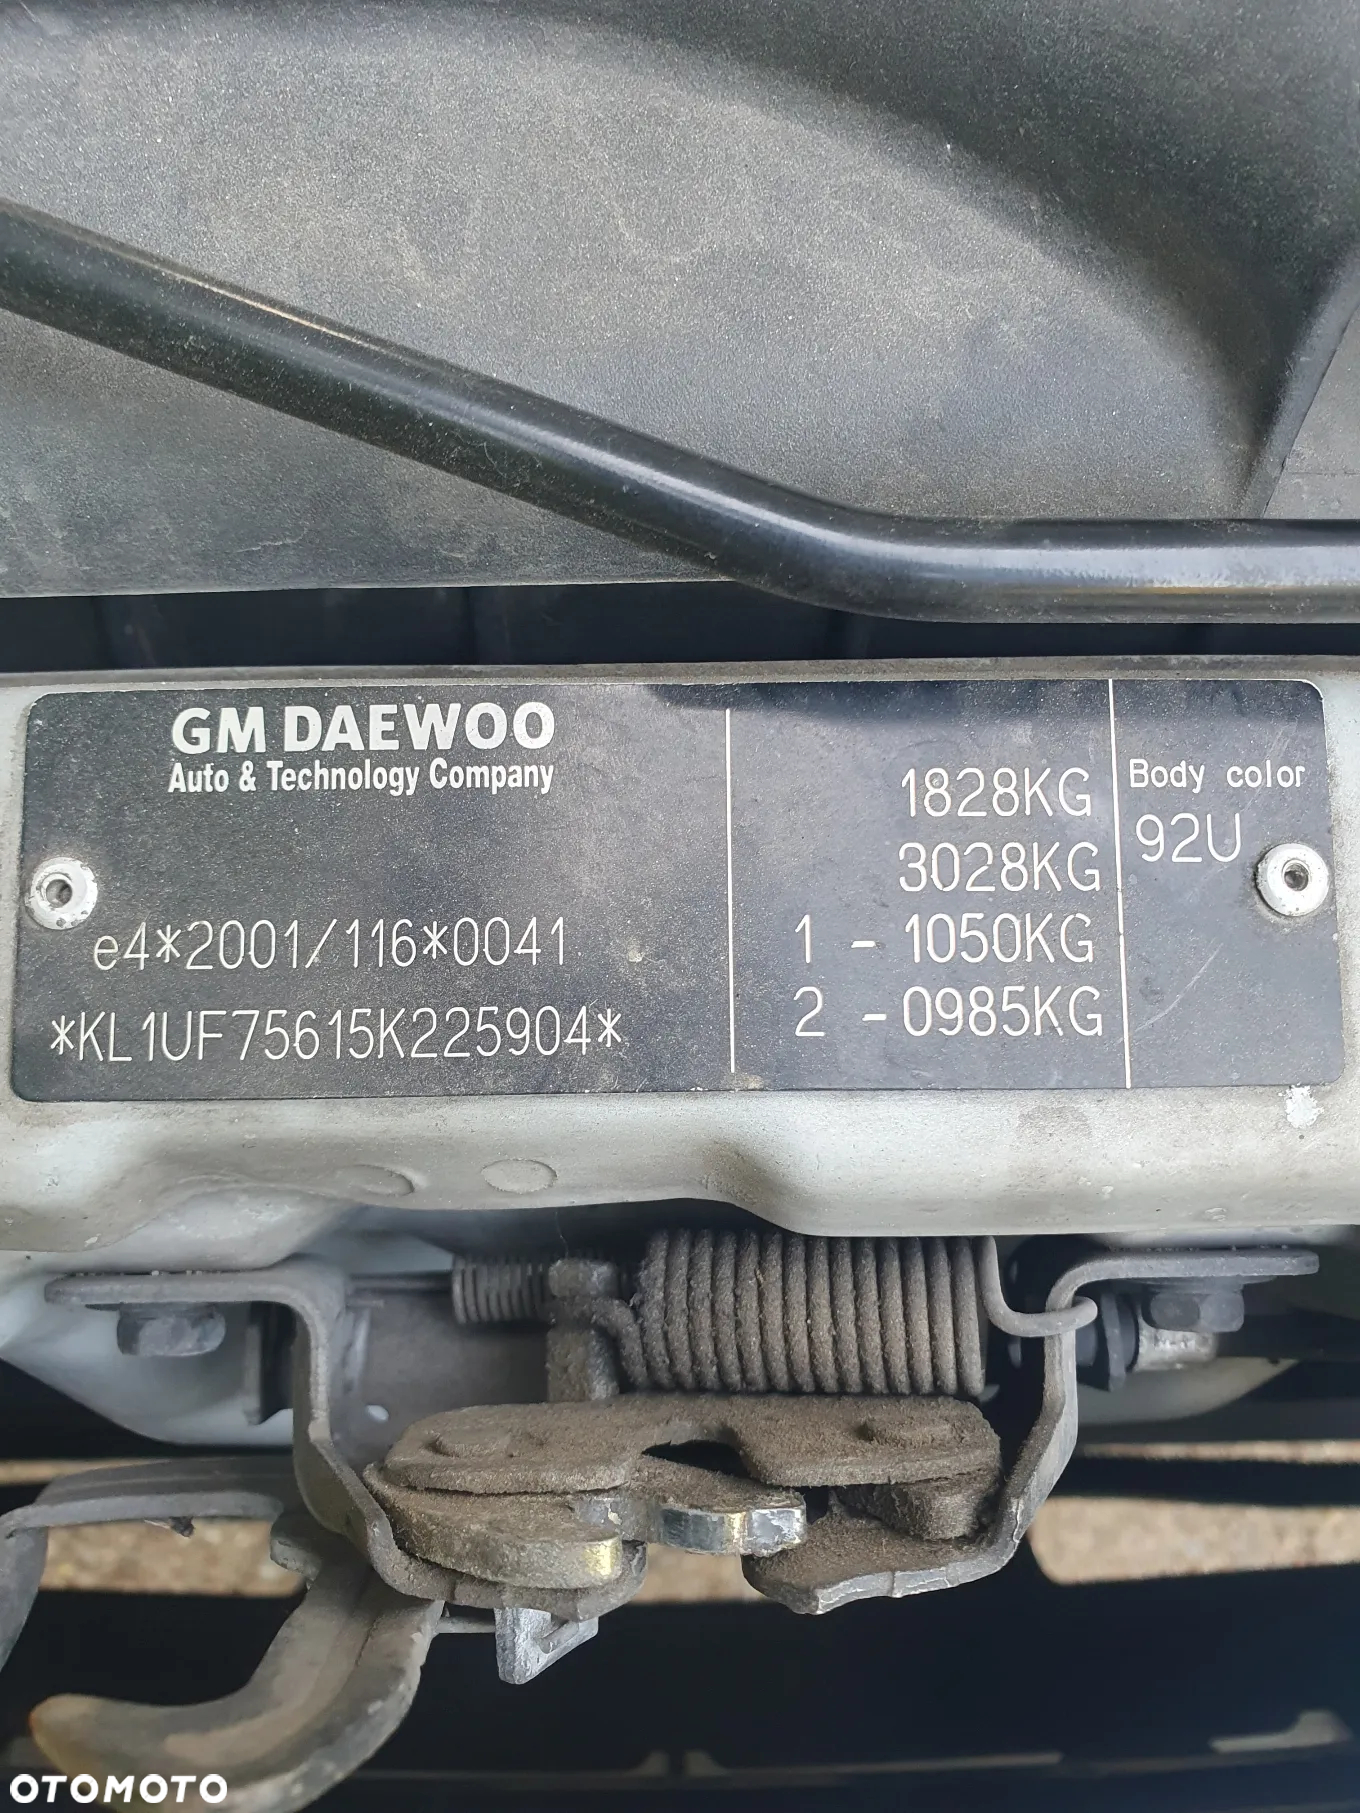 GM DAEWOO
Auto & Technology Company
e4*2001/116*0041
*KL1UF75615K225904*
1828KG
3028KG
1 - 1050KG
2 - 0985KG
Body color
92U
OTOMOTO